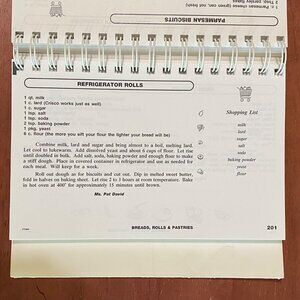 1 c. Parmesan cheese (green can, not fresh)
PARMESAN BISCUITS
REFRIGERATOR ROLLS
1 qt. milk
1 c. lard (Crisco works just as well)
1 c. sugar
1 tsp. salt
1 tsp. soda
2 tsp. baking powder
1 pkg. yeast
6 c. flour (the more you sift your flour the lighter your bread will be)
Combine milk, lard and sugar and bring almost to a boil, melting lard.
Let cool to lukewarm. Add dissolved yeast and about 6 cups of flour. Let rise
until doubled in bulk. Add salt, soda, baking powder and enough flour to make
a stiff dough. Place in covered container in refrigerator and use as needed for
each meal. Will keep for a week.
Roll out dough as for biscuits and cut out. Dip in melted sweet butter,
fold in halves on baking sheet. Let rise 2 to 3 hours at room temperature. Bake
in hot oven at 400° for approximately 15 minutes until brown.
Ms. Pat David
Shopping List
milk
lard
sugar
salt
soda
baking powder
yeast
flour
BREADS, ROLLS & PASTRIES
201